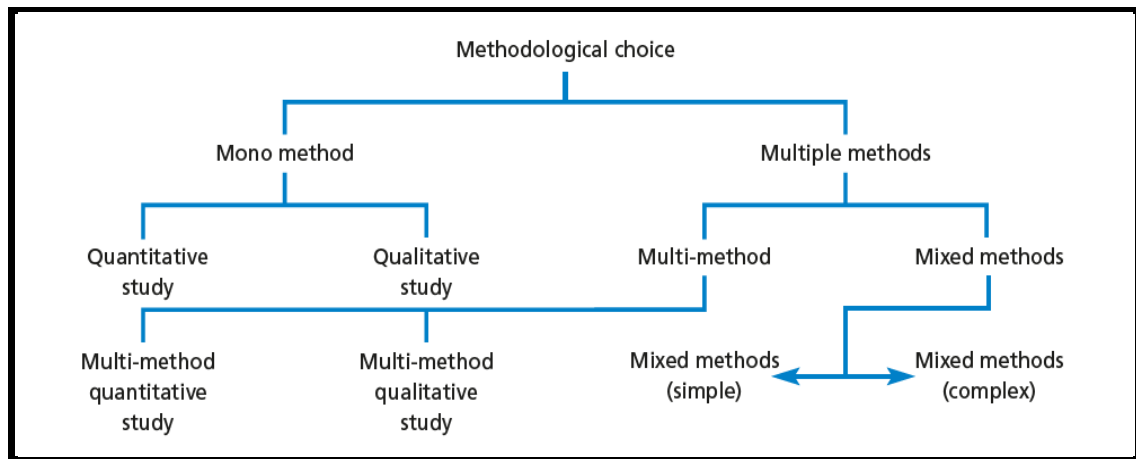 Methodological choice
Mono method
Multiple methods
Quantitative
study
Qualitative
study
Multi-method
Mixed methods
Multi-method
quantitative
study
Multi-method
qualitative
study
Mixed methods
(simple)
Mixed methods
(complex)